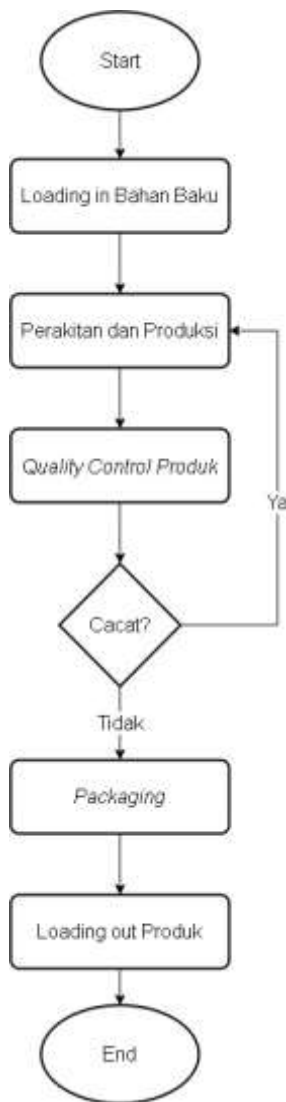 Start
Loading in Bahan Baku
Perakitan dan Produksi
Quality Control Produk
Ya
Cacat?
Tidak
Packaging
Loading out Produk
End